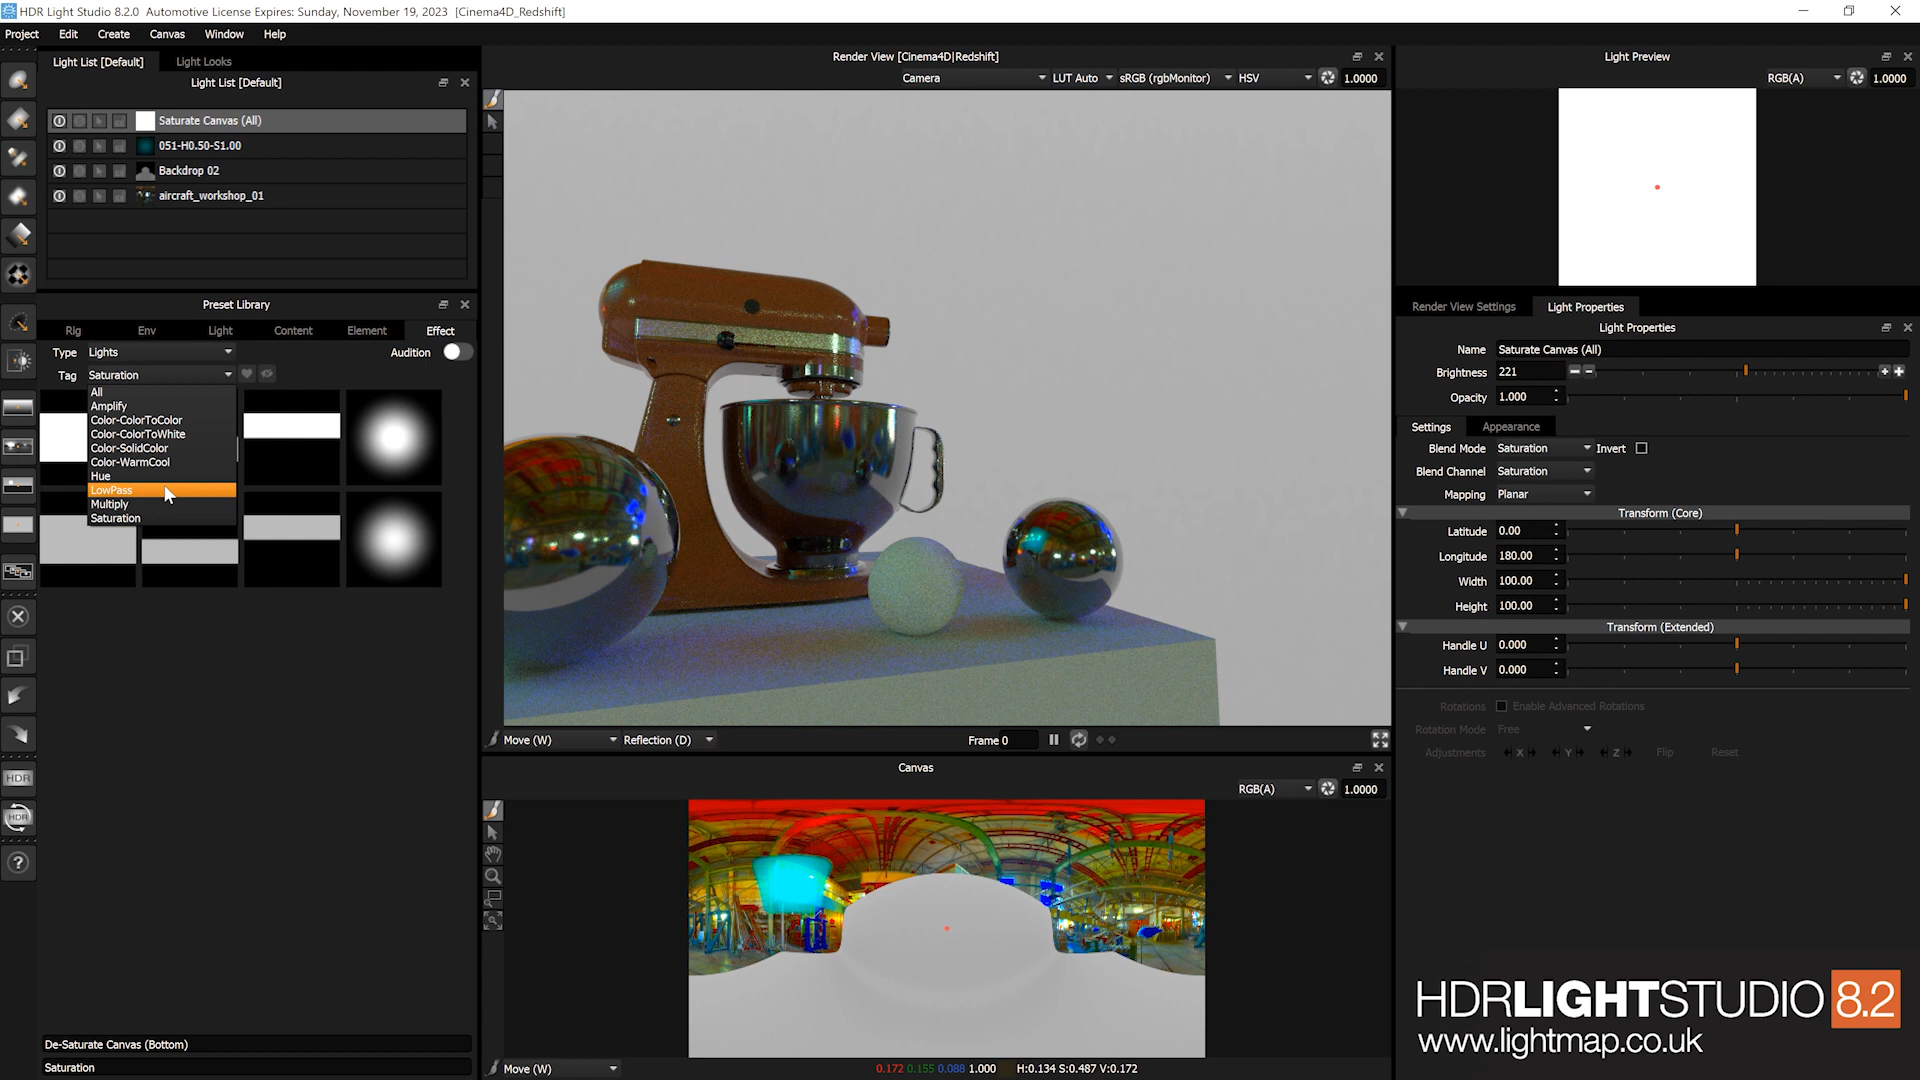 HDR Light Studio 8.2.0 Automotive License Expires: Sunday, November 19, 2023 [Cinema4D_Redshift]
Project Edit Create Canvas Window Help
Light List [Default] Light Looks
Light List [Default]
Saturate Canvas (All)
051-H0.50-S1.00
Backdrop 02
aircraft_workshop_01
Preset Library
Rig Env Light Content Element Effect
Type Lights Audition
Tag Saturation
All
Amplify
Color-ColorToColor
Color-ColorToWhite
Color-SolidColor
Color-WarmCool
Hue
LowPass
Multiply
Saturation
HDR
HDR
?
De-Saturate Canvas (Bottom)
Saturation
Render View [Cinema4D|Redshift]
Camera LUT Auto sRGB (rgbMonitor) HSV 1.0000
Move (W) Reflection (D) Frame 0
Canvas
RGB(A) 1.0000
Move (W) 0.172 0.155 0.088 1.000 H:0.134 S:0.487 V:0.172
Light Preview
RGB(A) 1.0000
Render View Settings Light Properties
Light Properties
Name Saturate Canvas (All)
Brightness 221
Opacity 1.000
Settings Appearance
Blend Mode Saturation Invert
Blend Channel Saturation
Mapping Planar
Transform (Core)
Latitude 0.00
Longitude 180.00
Width 100.00
Height 100.00
Transform (Extended)
Handle U 0.000
Handle V 0.000
Rotations Enable Advanced Rotations
Rotation Mode Free
Adjustments X Y Z Flip Reset
HDRLIGHTSTUDIO 8.2
www.lightmap.co.uk